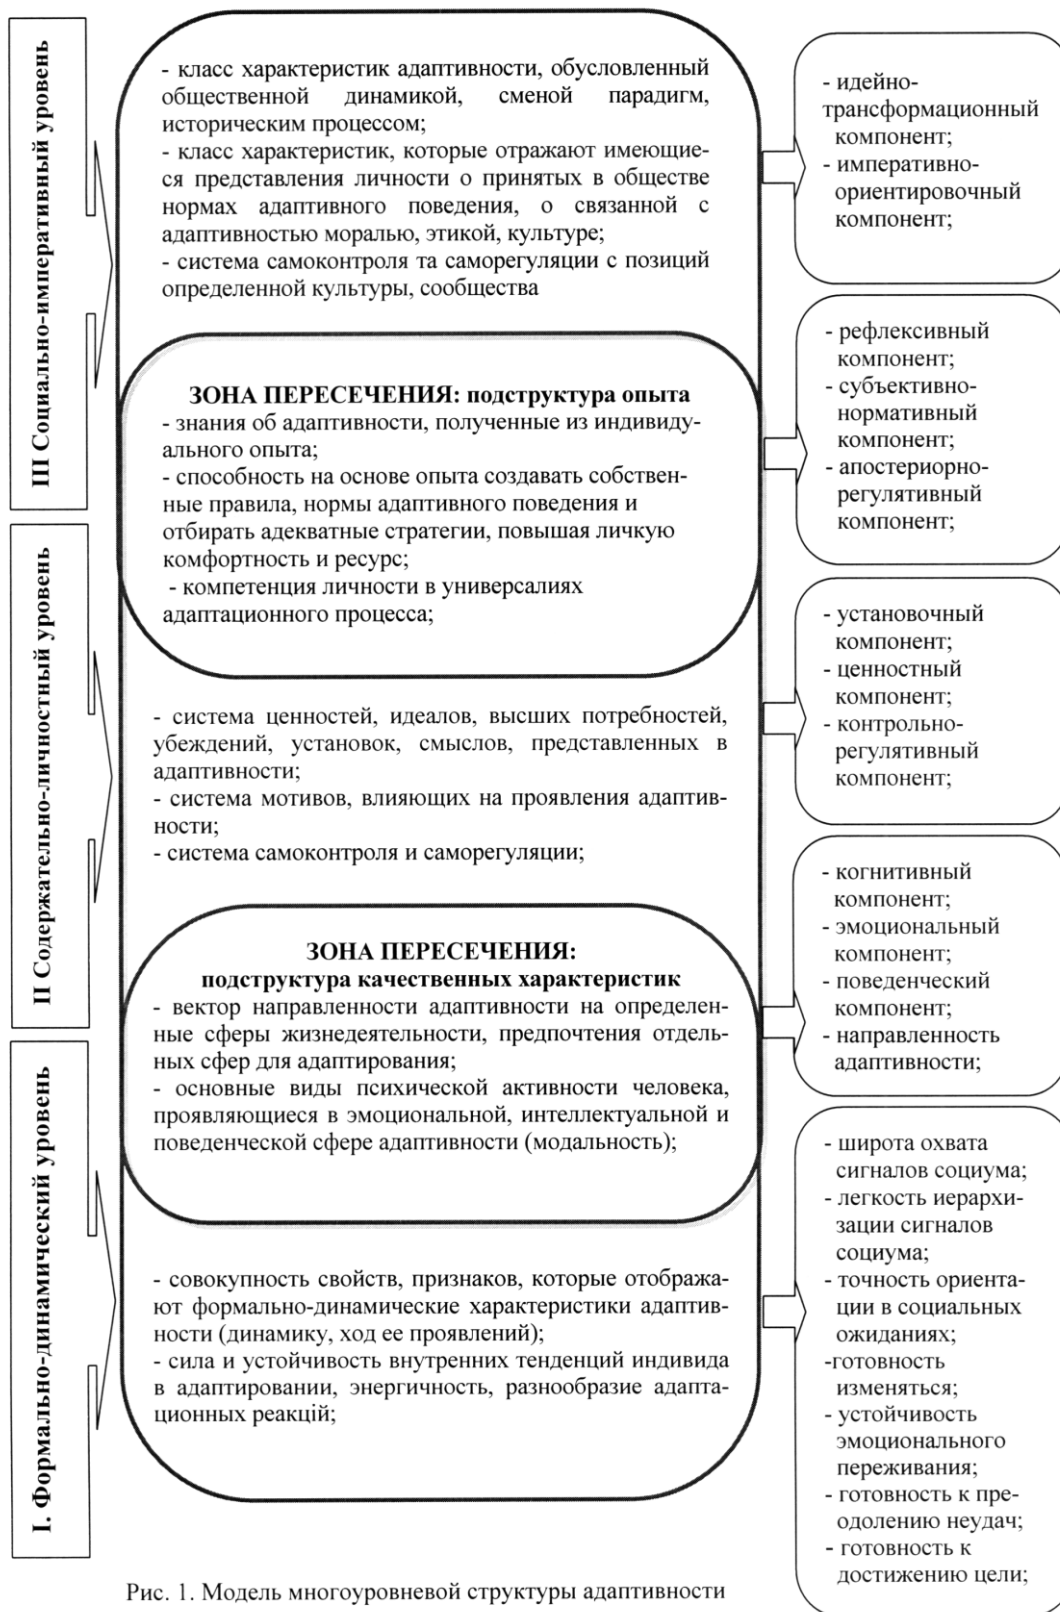 III Социально-императивный уровень
- класс характеристик адаптивности, обусловленный
общественной динамикой, сменой парадигм,
историческим процессом;
- класс характеристик, которые отражают имеющие-
ся представления личности о принятых в обществе
нормах адаптивного поведения, о связанной с
адаптивностью моралью, этикой, культуре;
- система самоконтроля та саморегуляции с позиций
определенной культуры, сообщества
- идейно-
трансформационный
компонент;
- императивно-
ориентировочный
компонент;
ЗОНА ПЕРЕСЕЧЕНИЯ: подструктура опыта
- знания об адаптивности, полученные из индивиду-
ального опыта;
- способность на основе опыта создавать собствен-
ные правила, нормы адаптивного поведения и
отбирать адекватные стратегии, повышая личкую
комфортность и ресурс;
- компетенция личности в универсалиях
адаптационного процесса;
- рефлексивный
компонент;
- субъективно-
нормативный
компонент;
- апостериорно-
регулятивный
компонент;
II Содержательно-личностный уровень
- система ценностей, идеалов, высших потребностей,
убеждений, установок, смыслов, представленных в
адаптивности;
- система мотивов, влияющих на проявления адаптив-
ности;
- система самоконтроля и саморегуляции;
- установочный
компонент;
- ценностный
компонент;
- контрольно-
регулятивный
компонент;
ЗОНА ПЕРЕСЕЧЕНИЯ:
подструктура качественных характеристик
- вектор направленности адаптивности на определен-
ные сферы жизнедеятельности, предпочтения отдель-
ных сфер для адаптирования;
- основные виды психической активности человека,
проявляющиеся в эмоциональной, интеллектуальной и
поведенческой сфере адаптивности (модальность);
- когнитивный
компонент;
- эмоциональный
компонент;
- поведенческий
компонент;
- направленность
адаптивности;
I. Формально-динамический уровень
- совокупность свойств, признаков, которые отобража-
ют формально-динамические характеристики адаптив-
ности (динамику, ход ее проявлений);
- сила и устойчивость внутренних тенденций индивида
в адаптировании, энергичность, разнообразие адапта-
ционных реакцій;
- широта охвата
сигналов социума;
- легкость иерархи-
зации сигналов
социума;
- точность ориента-
ции в социальных
ожиданиях;
-готовность
изменяться;
- устойчивость
эмоционального
переживания;
- готовность к пре-
одолению неудач;
- готовность к
достижению цели;
Рис. 1. Модель многоуровневой структуры адаптивности